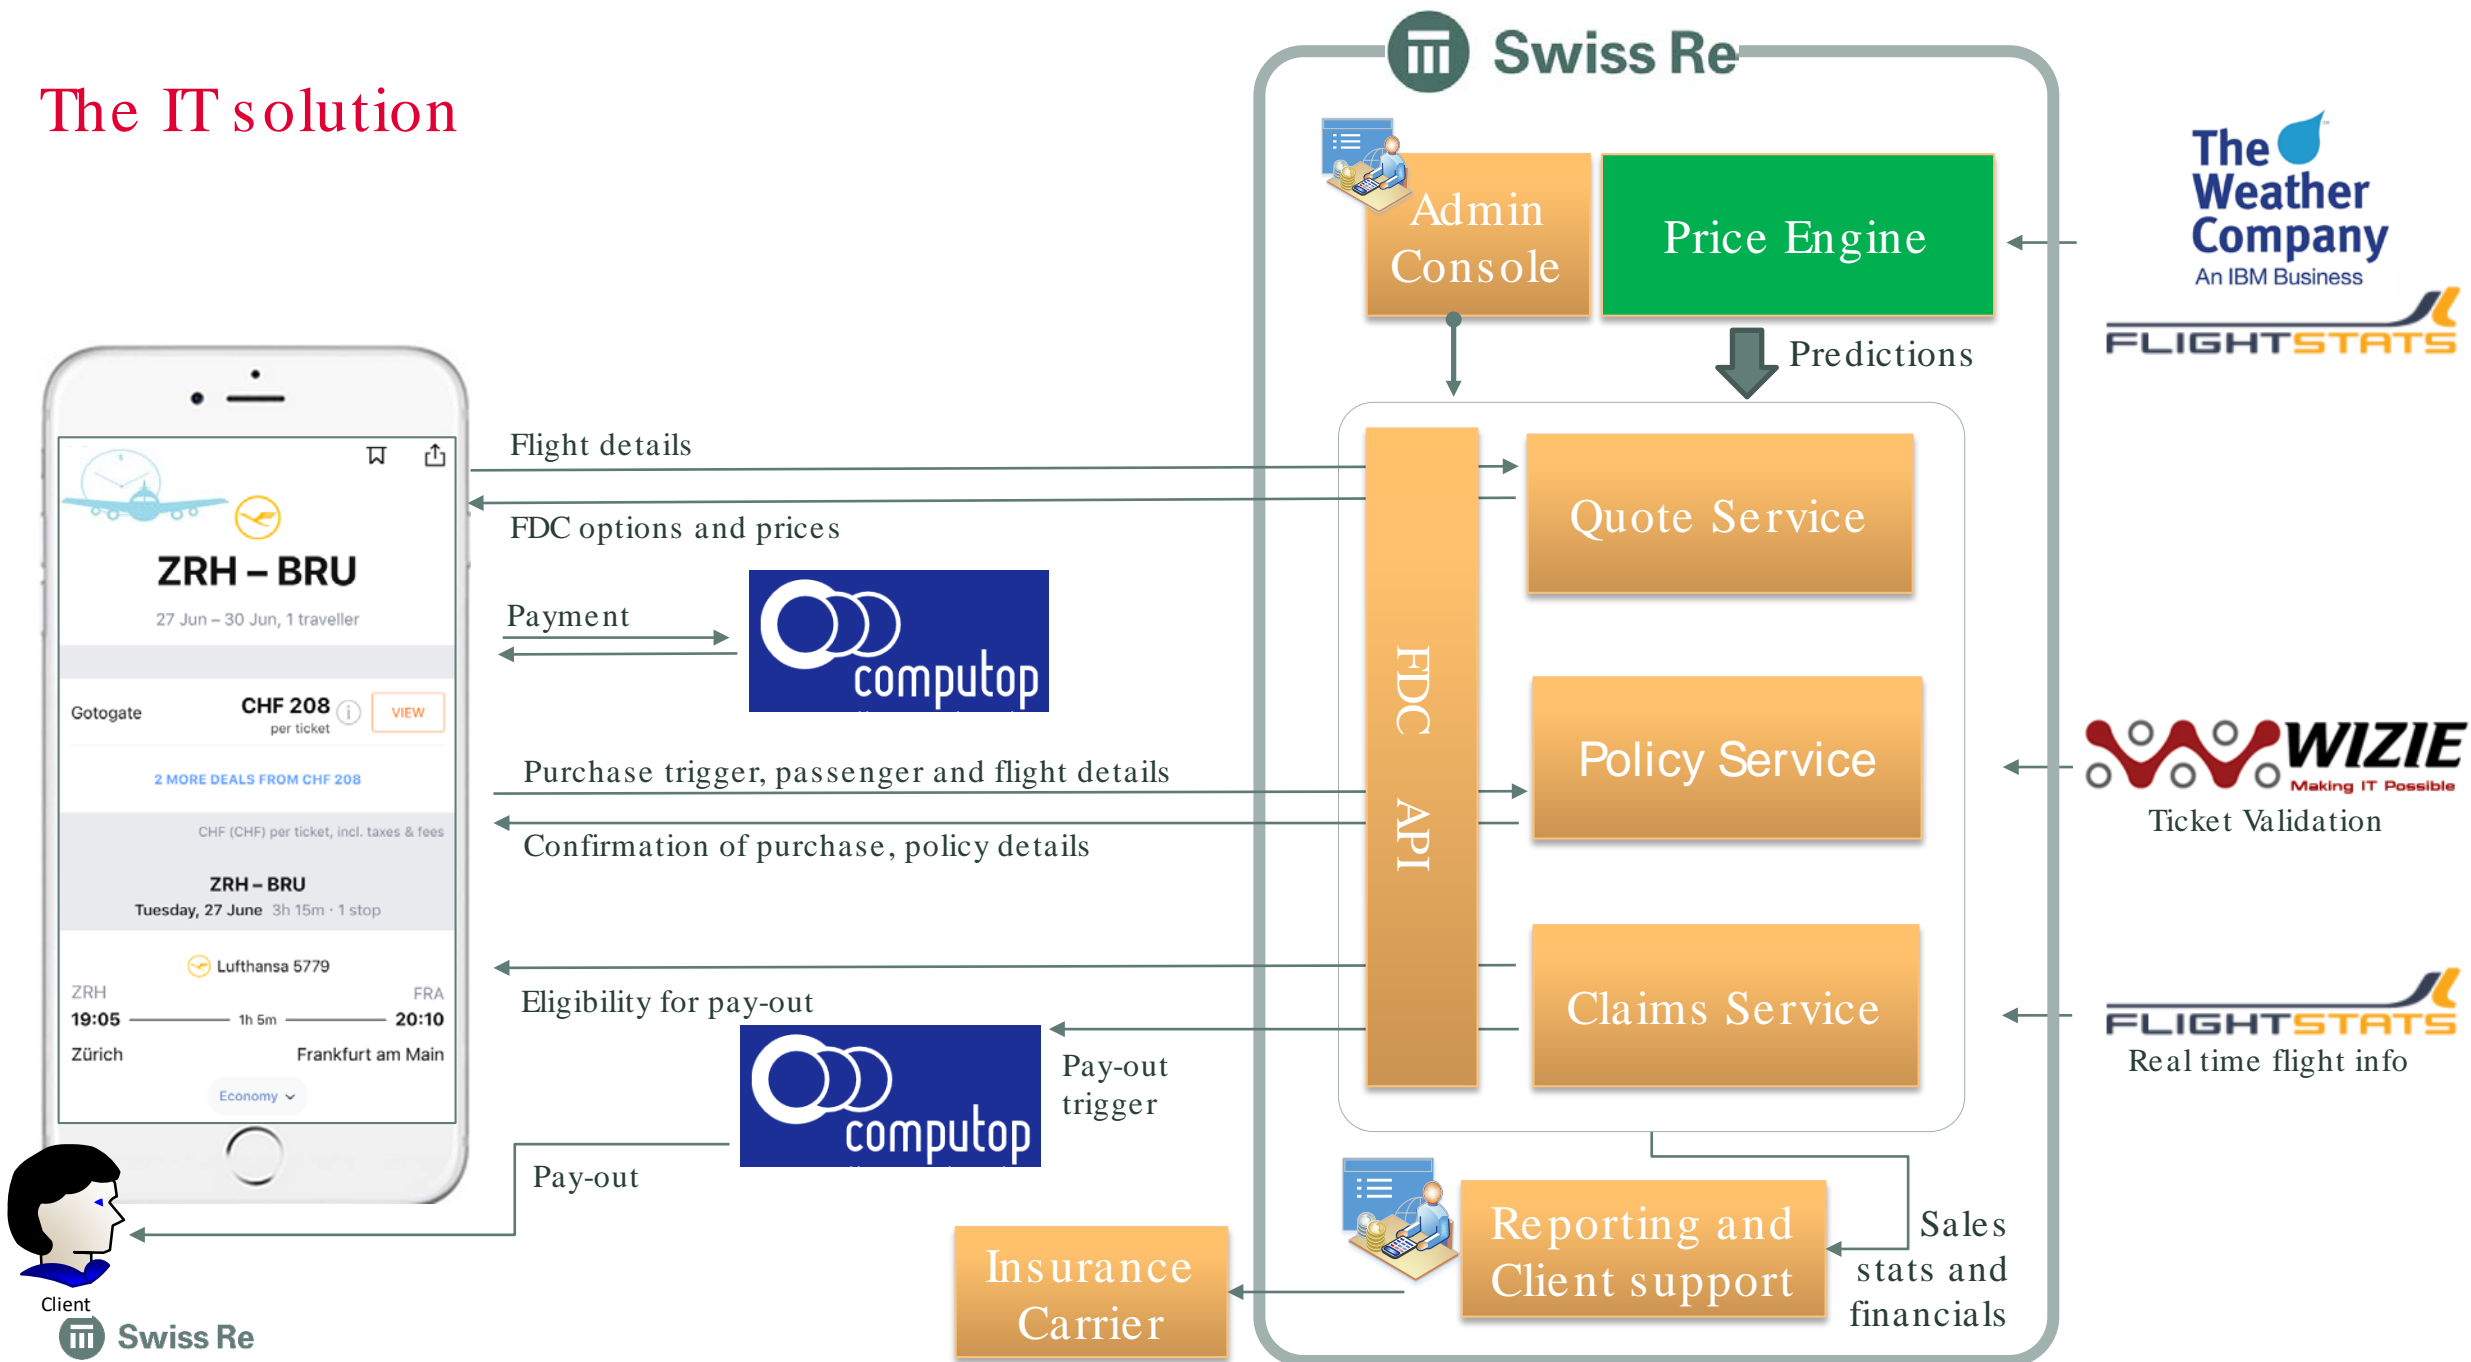 The IT solution
Swiss Re
Admin
Console
Price Engine
The
Weather
Company
An IBM Business
FLIGHTSTATS
Predictions
ZRH – BRU
27 Jun – 30 Jun, 1 traveller
Gotogate
CHF 208
per ticket
VIEW
2 MORE DEALS FROM CHF 208
CHF (CHF) per ticket, incl. taxes & fees
ZRH – BRU
Tuesday, 27 June 3h 15m · 1 stop
Lufthansa 5779
ZRH
FRA
19:05
1h 5m
20:10
Zürich
Frankfurt am Main
Economy
Flight details
FDC options and prices
Payment
computop
Purchase trigger, passenger and flight details
Confirmation of purchase, policy details
Eligibility for pay-out
computop
Pay-out
trigger
Pay-out
FDC API
Quote Service
Policy Service
Claims Service
WIZIE
Making IT Possible
Ticket Validation
FLIGHTSTATS
Real time flight info
Reporting and
Client support
Sales
stats and
financials
Insurance
Carrier
Client
Swiss Re